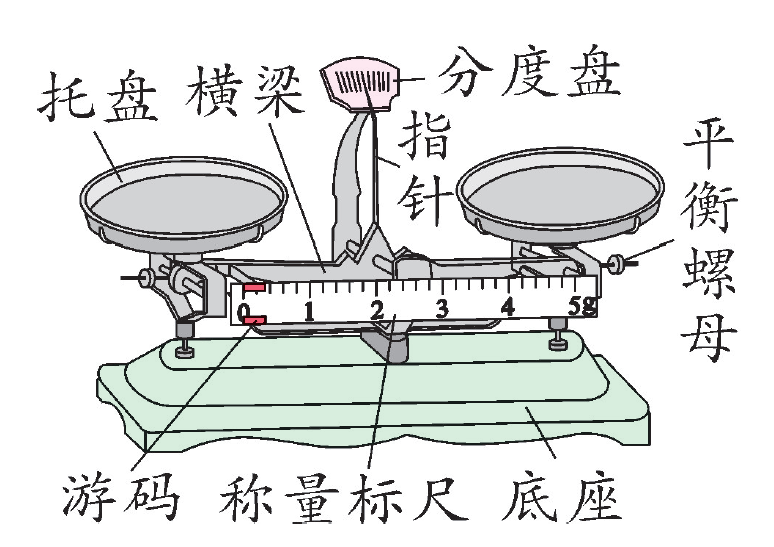 分度盘
托盘 横梁
指针
平衡螺母
0 1 2 3 4 5g
游码 称量标尺 底座